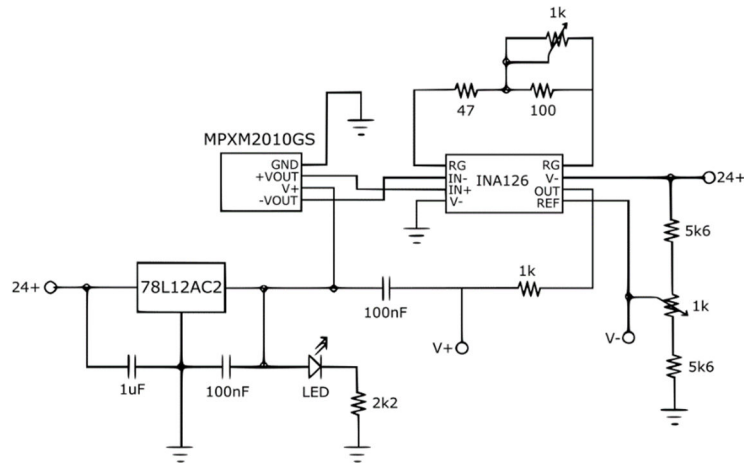 1k
47
100
MPXM2010GS
GND
+VOUT
V+
-VOUT
RG
IN-
IN+
V-
INA126
RG
V-
OUT
REF
24+
5k6
24+
78L12AC2
1k
1k
100nF
V+
V-
5k6
1uF
100nF
LED
2k2